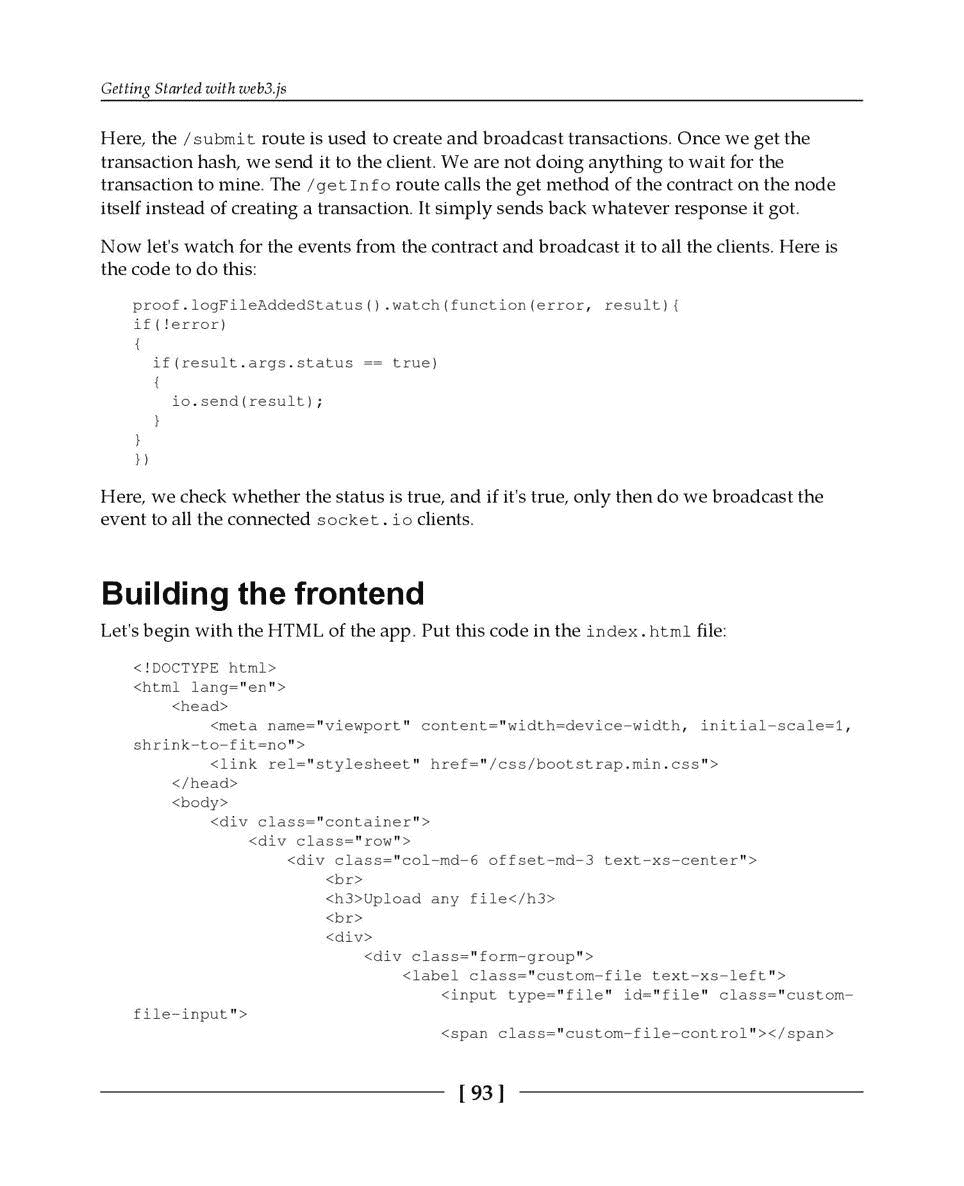 Getting Started with web3.js
Here, the /submit route is used to create and broadcast transactions. Once we get the
transaction hash, we send it to the client. We are not doing anything to wait for the
transaction to mine. The /getInfo route calls the get method of the contract on the node
itself instead of creating a transaction. It simply sends back whatever response it got.
Now let's watch for the events from the contract and broadcast it to all the clients. Here is
the code to do this:
proof.logFileAddedStatus().watch(function(error, result){
if(!error)
{
  if(result.args.status == true)
  {
    io.send(result);
  }
}
})
Here, we check whether the status is true, and if it's true, only then do we broadcast the
event to all the connected socket.io clients.
Building the frontend
Let's begin with the HTML of the app. Put this code in the index.html file:
<!DOCTYPE html>
<html lang="en">
    <head>
        <meta name="viewport" content="width=device-width, initial-scale=1,
shrink-to-fit=no">
        <link rel="stylesheet" href="/css/bootstrap.min.css">
    </head>
    <body>
        <div class="container">
            <div class="row">
                <div class="col-md-6 offset-md-3 text-xs-center">
                    <br>
                    <h3>Upload any file</h3>
                    <br>
                    <div>
                        <div class="form-group">
                            <label class="custom-file text-xs-left">
                                <input type="file" id="file" class="custom-
file-input">
                                <span class="custom-file-control"></span>
[ 93 ]